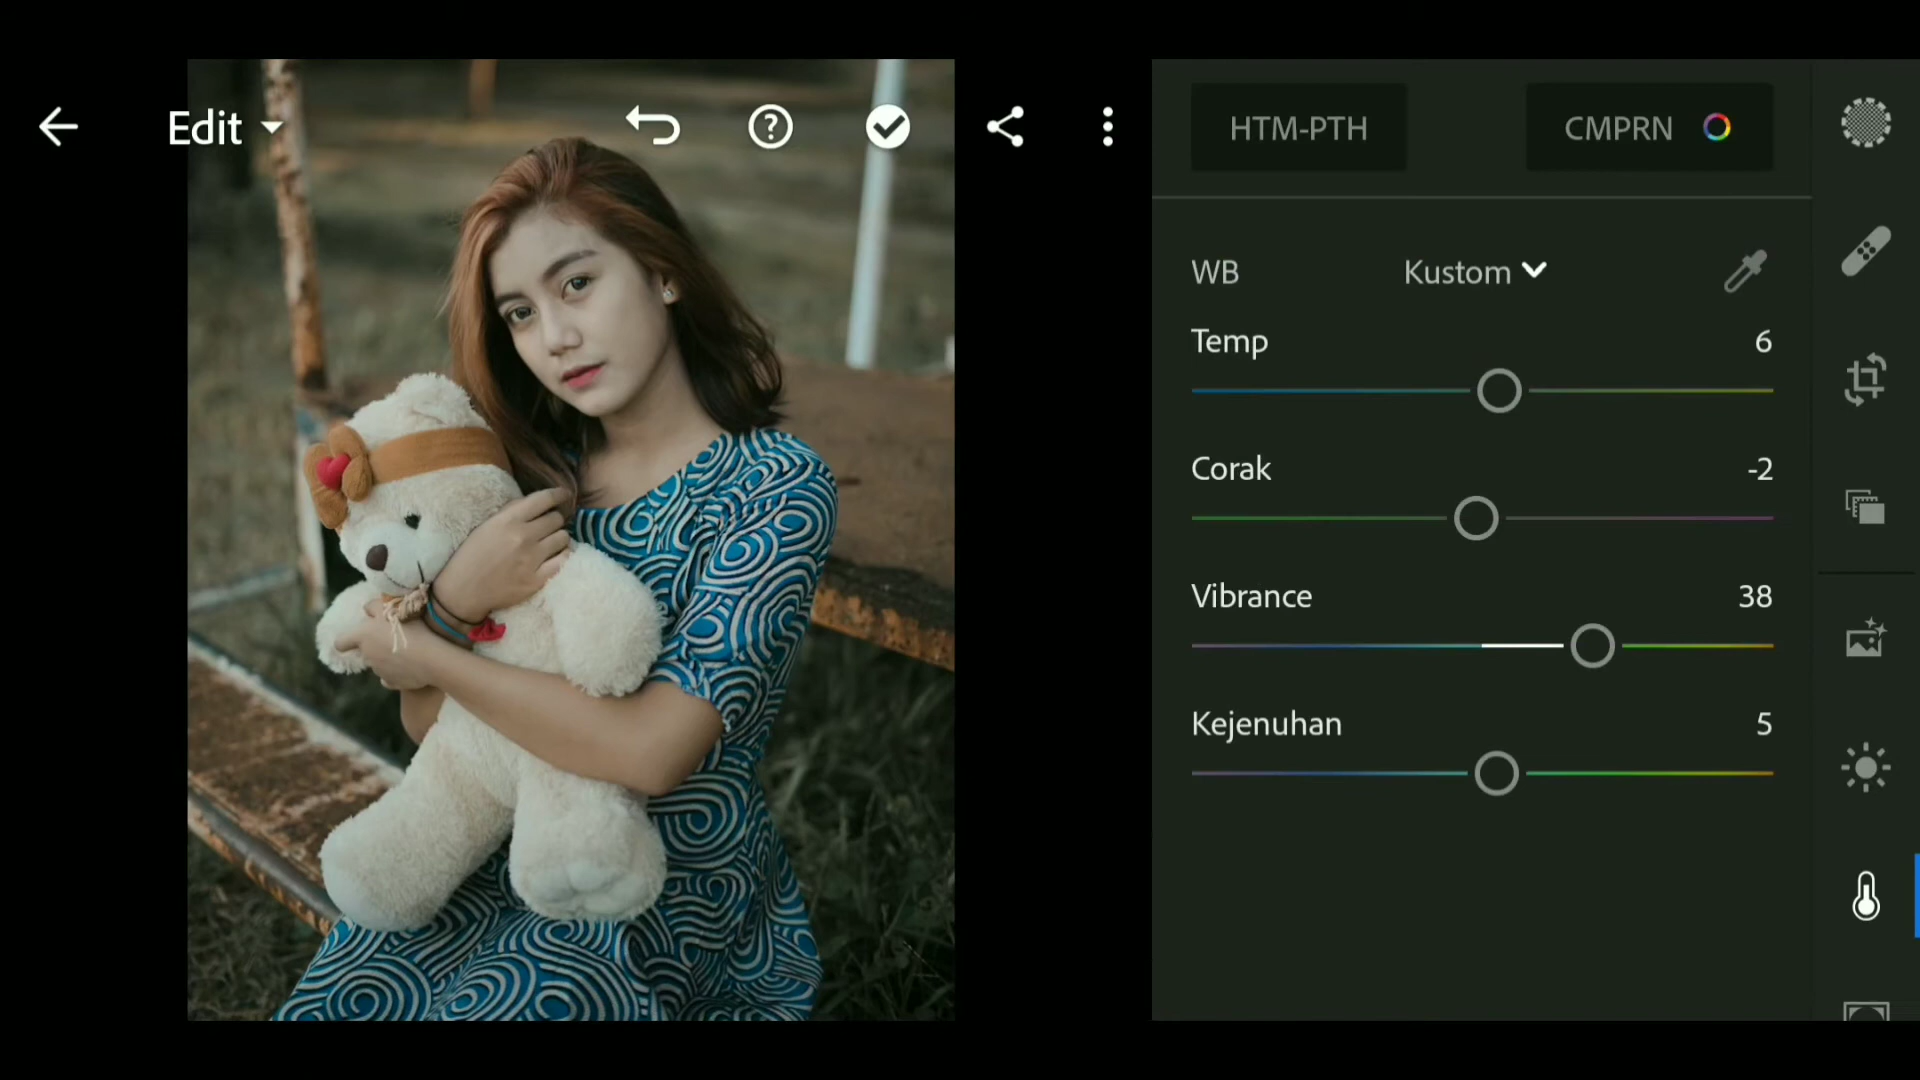 Edit
HTM-PTH
CMPRN
WB
Kustom
Temp
6
Corak
-2
Vibrance
38
Kejenuhan
5